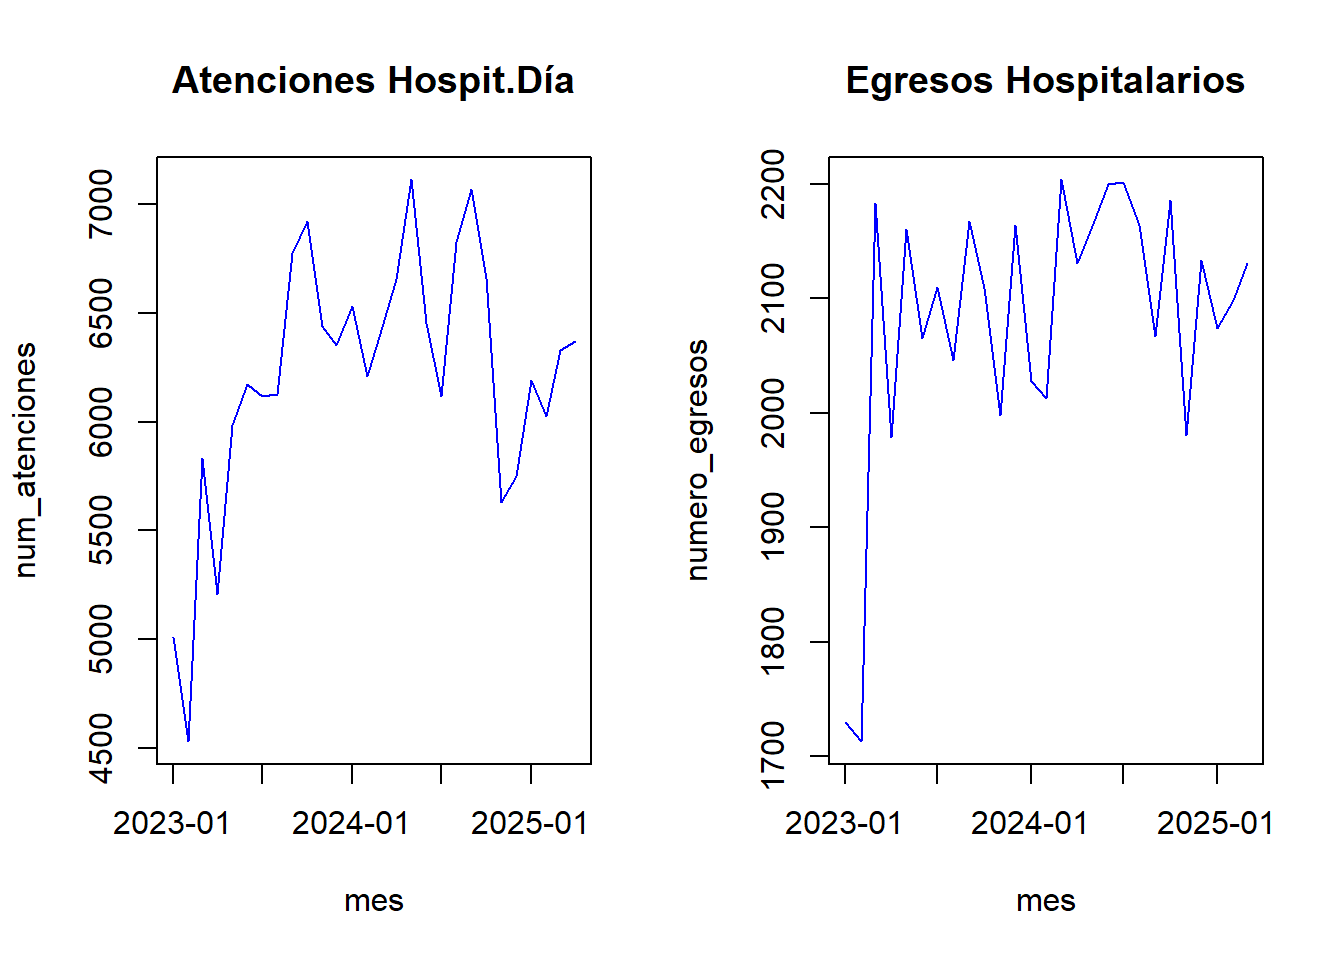 Atenciones Hospit.Día
num_atenciones
7000
6500
6000
5500
5000
4500
2023-01 2024-01 2025-01
mes
Egresos Hospitalarios
numero_egresos
2200
2100
2000
1900
1800
1700
2023-01 2024-01 2025-01
mes